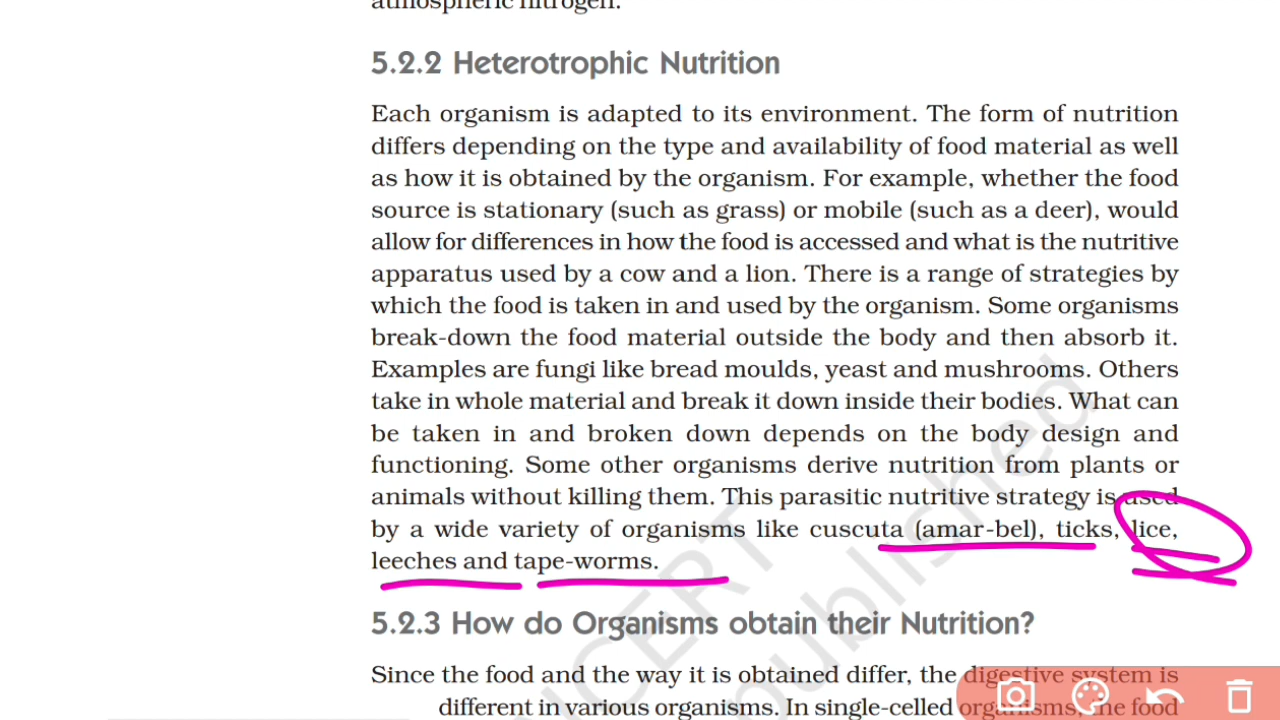 atmospheric nitrogen.
5.2.2 Heterotrophic Nutrition
Each organism is adapted to its environment. The form of nutrition
differs depending on the type and availability of food material as well
as how it is obtained by the organism. For example, whether the food
source is stationary (such as grass) or mobile (such as a deer), would
allow for differences in how the food is accessed and what is the nutritive
apparatus used by a cow and a lion. There is a range of strategies by
which the food is taken in and used by the organism. Some organisms
break-down the food material outside the body and then absorb it.
Examples are fungi like bread moulds, yeast and mushrooms. Others
take in whole material and break it down inside their bodies. What can
be taken in and broken down depends on the body design and
functioning. Some other organisms derive nutrition from plants or
animals without killing them. This parasitic nutritive strategy is used
by a wide variety of organisms like cuscuta (amar-bel), ticks, lice,
leeches and tape-worms.
5.2.3 How do Organisms obtain their Nutrition?
Since the food and the way it is obtained differ, the digestive system is
different in various organisms. In single-celled organisms, the food
NCERT
published